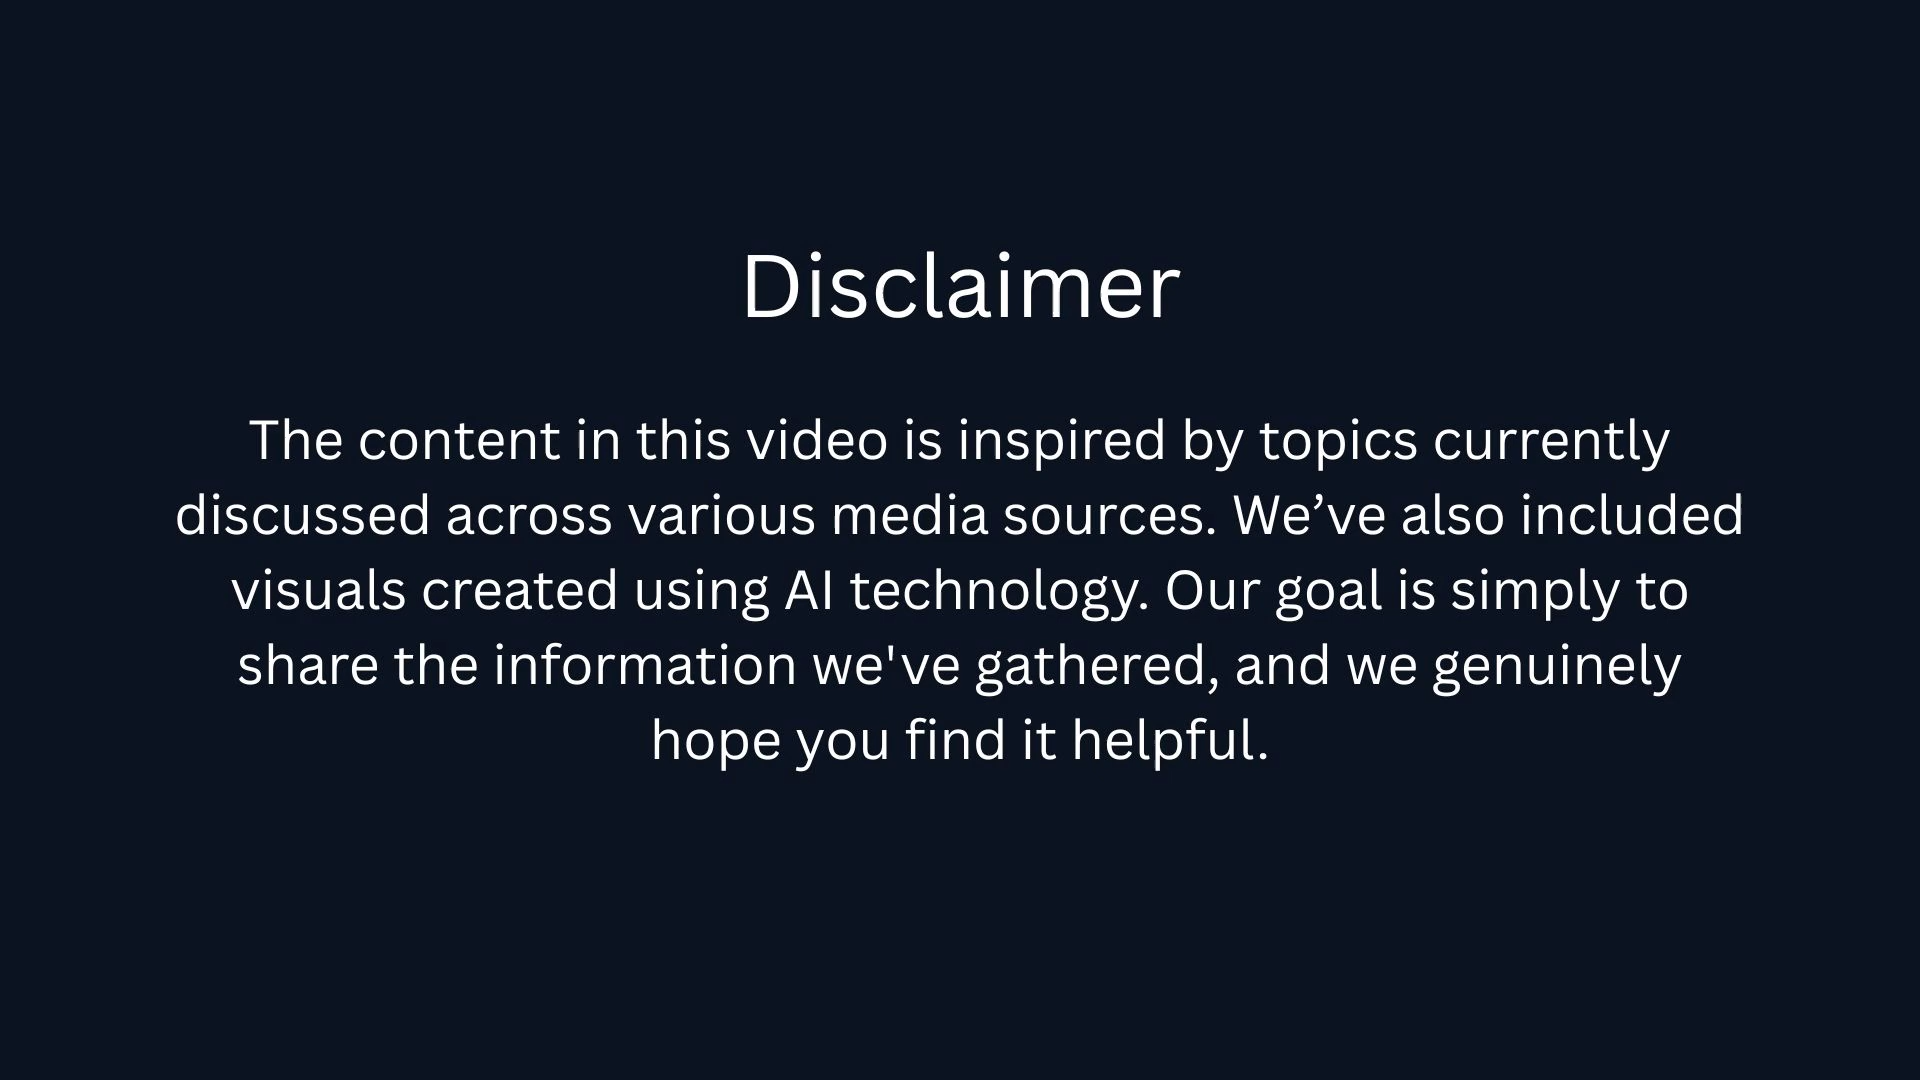 Disclaimer
The content in this video is inspired by topics currently
discussed across various media sources. We’ve also included
visuals created using AI technology. Our goal is simply to
share the information we've gathered, and we genuinely
hope you find it helpful.